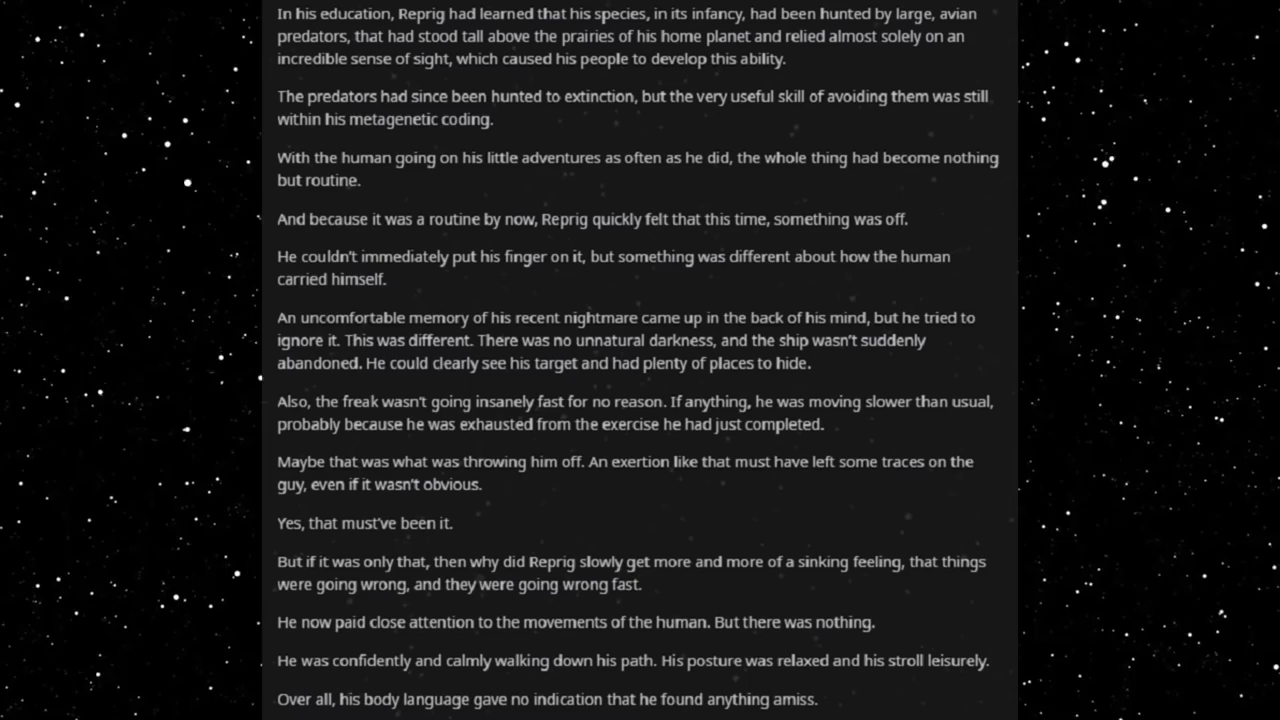 In his education, Reprig had learned that his species, in its infancy, had been hunted by large, avian
predators, that had stood tall above the prairies of his home planet and relied almost solely on an
incredible sense of sight, which caused his people to develop this ability.
The predators had since been hunted to extinction, but the very useful skill of avoiding them was still
within his metagenetic coding.
With the human going on his little adventures as often as he did, the whole thing had become nothing
but routine.
And because it was a routine by now, Reprig quickly felt that this time, something was off.
He couldn't immediately put his finger on it, but something was different about how the human
carried himself.
An uncomfortable memory of his recent nightmare came up in the back of his mind, but he tried to
ignore it. This was different. There was no unnatural darkness, and the ship wasn't suddenly
abandoned. He could clearly see his target and had plenty of places to hide.
Also, the freak wasn't going insanely fast for no reason. If anything, he was moving slower than usual,
probably because he was exhausted from the exercise he had just completed.
Maybe that was what was throwing him off. An exertion like that must have left some traces on the
guy, even if it wasn't obvious.
Yes, that must've been it.
But if it was only that, then why did Reprig slowly get more and more of a sinking feeling, that things
were going wrong, and they were going wrong fast.
He now paid close attention to the movements of the human. But there was nothing.
He was confidently and calmly walking down his path. His posture was relaxed and his stroll leisurely.
Over all, his body language gave no indication that he found anything amiss.